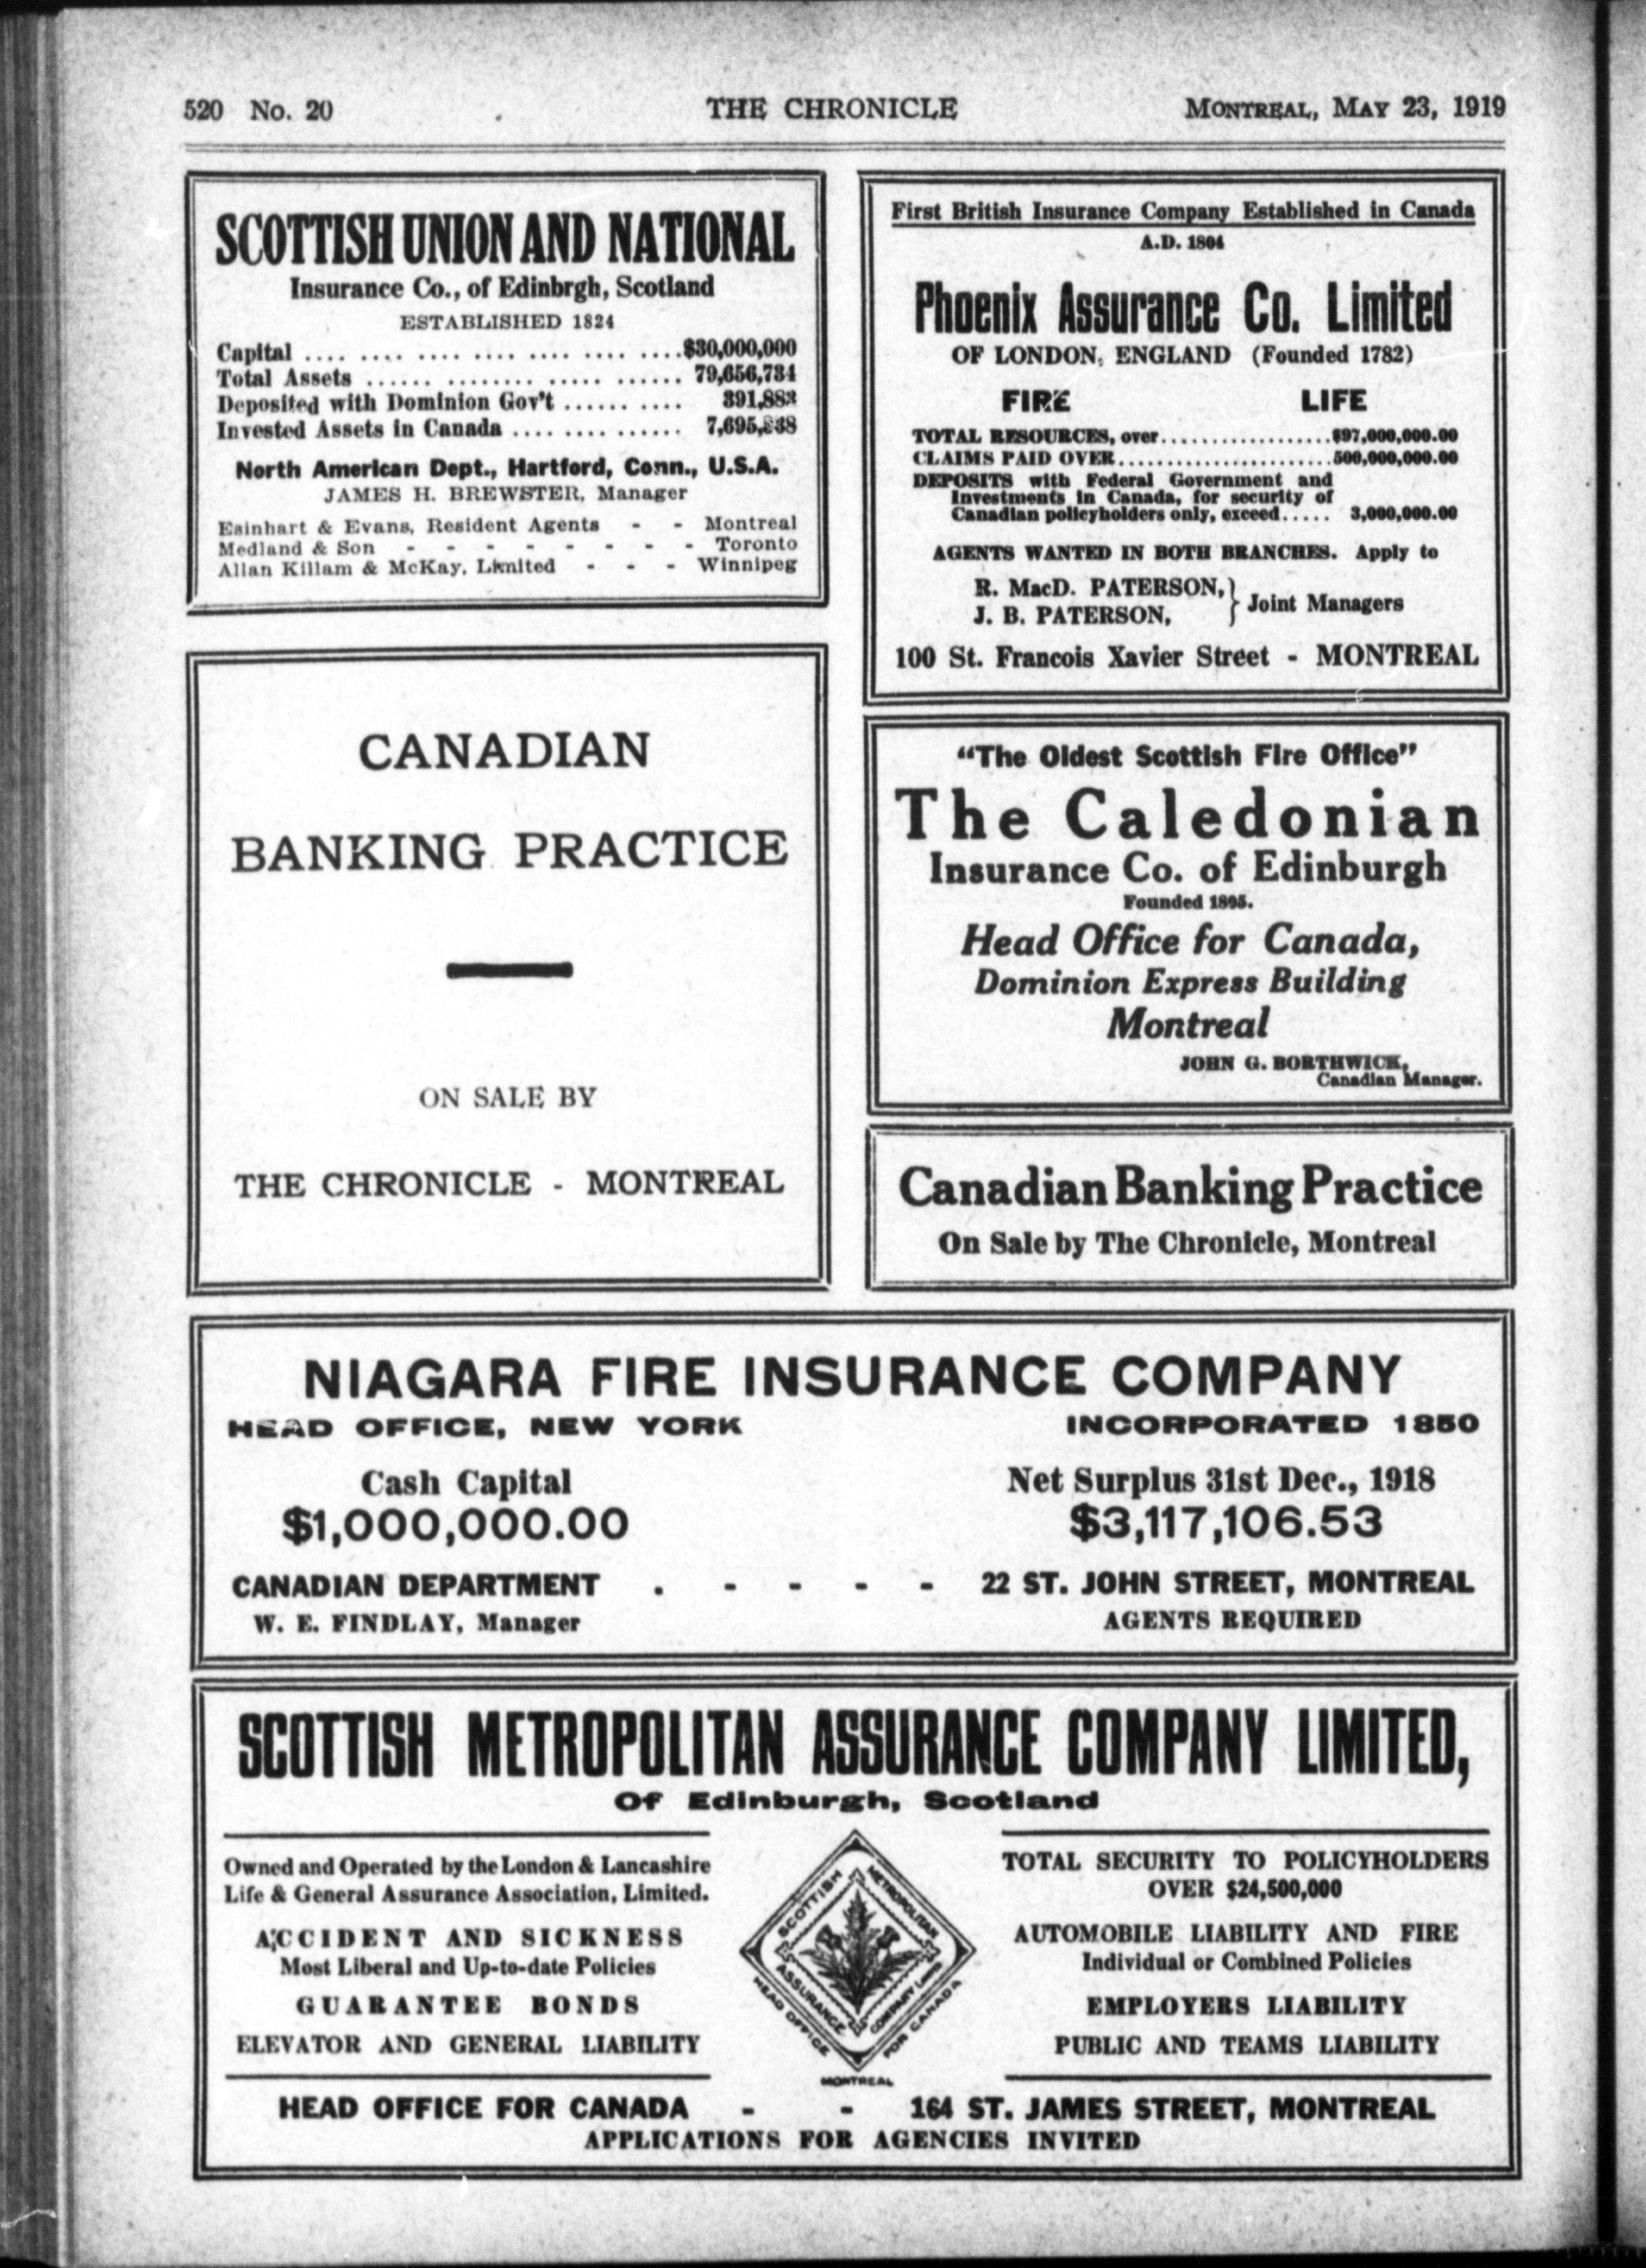 520 No. 20
THE CHRONICLE
MONTREAL, MAY 23, 1919
SCOTTISH UNION AND NATIONAL
Insurance Co., of Edinbrgh, Scotland
ESTABLISHED 1824
Capital .... .... .... .... .... .... ....$30,000,000
Total Assets ...... ........ ..... ...... 79,656,734
Deposited with Dominion Gov't ...... .... 391,883
Invested Assets in Canada .... .... ......
North American Dept., Hartford, Conn., U.S.A.
JAMES H. BREWSTER, Manager
Esinhart & Evans, Resident Agents - - Montreal
Medland & Son - - - - - - - - Toronto
Allan Killam & McKay, Limited - - - Winnipeg
CANADIAN
BANKING PRACTICE
ON SALE BY
THE CHRONICLE - MONTREAL
First British Insurance Company Established in Canada
A.D. 1804
Phoenix Assurance Co. Limited
OF LONDON, ENGLAND (Founded 1782)
FIRE LIFE
TOTAL RESOURCES, over..................$97,000,000.00
CLAIMS PAID OVER.......................500,000,000.00
DEPOSITS with Federal Government and
Investments in Canada, for security of
Canadian policyholders only, exceed..... 3,000,000.00
AGENTS WANTED IN BOTH BRANCHES. Apply to
R. MacD. PATERSON,
J. B. PATERSON, } Joint Managers
100 St. Francois Xavier Street - MONTREAL
"The Oldest Scottish Fire Office"
The Caledonian
Insurance Co. of Edinburgh
Founded 1805.
Head Office for Canada,
Dominion Express Building
Montreal
JOHN G. BORTHWICK,
Canadian Manager.
Canadian Banking Practice
On Sale by The Chronicle, Montreal
NIAGARA FIRE INSURANCE COMPANY
HEAD OFFICE, NEW YORK INCORPORATED 1850
Cash Capital Net Surplus 31st Dec., 1918
$1,000,000.00 $3,117,106.53
CANADIAN DEPARTMENT . - - - - 22 ST. JOHN STREET, MONTREAL
W. E. FINDLAY, Manager AGENTS REQUIRED
SCOTTISH METROPOLITAN ASSURANCE COMPANY LIMITED,
Of Edinburgh, Scotland
Owned and Operated by the London & Lancashire
Life & General Assurance Association, Limited.
ACCIDENT AND SICKNESS
Most Liberal and Up-to-date Policies
GUARANTEE BONDS
ELEVATOR AND GENERAL LIABILITY
SCOTTISH METROPOLITAN
ASSURANCE COMPANY LIMITED
HEAD OFFICE FOR CANADA
MONTREAL
TOTAL SECURITY TO POLICYHOLDERS
OVER $24,500,000
AUTOMOBILE LIABILITY AND FIRE
Individual or Combined Policies
EMPLOYERS LIABILITY
PUBLIC AND TEAMS LIABILITY
HEAD OFFICE FOR CANADA - - 164 ST. JAMES STREET, MONTREAL
APPLICATIONS FOR AGENCIES INVITED